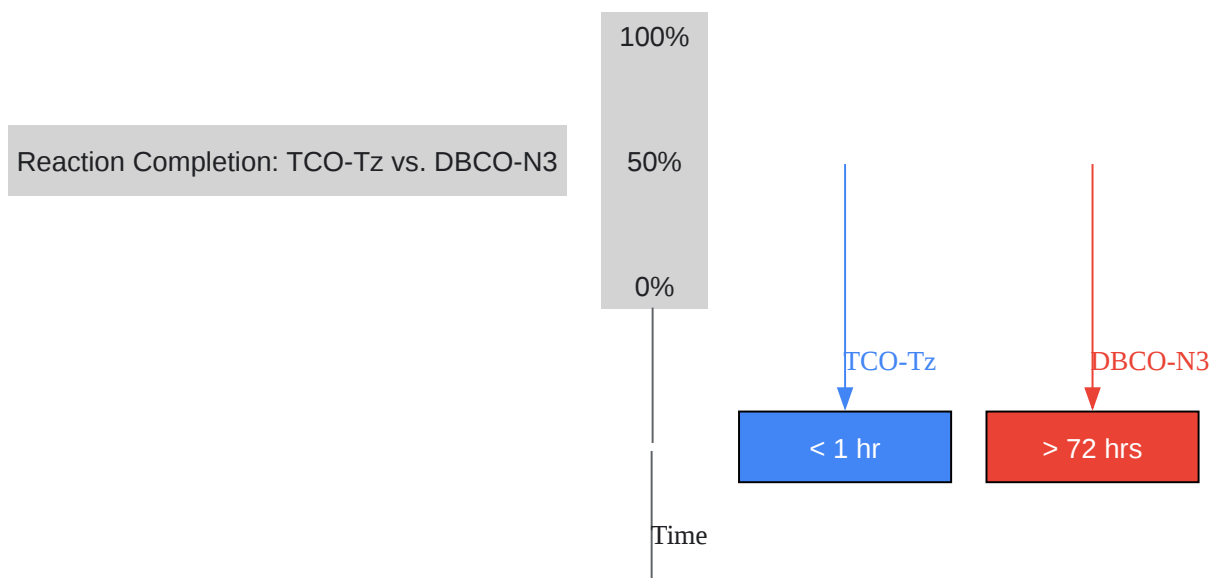 100%
Reaction Completion: TCO-Tz vs. DBCO-N3
50%
0%
TCO-Tz
DBCO-N3
< 1 hr
> 72 hrs
Time